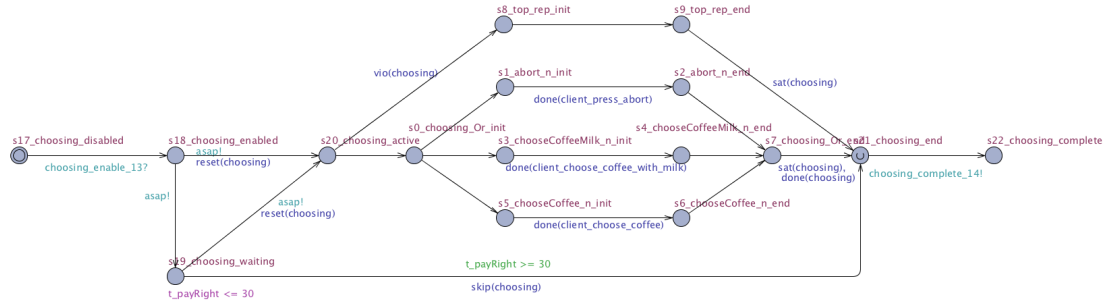 s8_top_rep_init
s9_top_rep_end
vio(choosing)
sat(choosing)
s1_abort_n_init
s2_abort_n_end
done(client_press_abort)
s17_choosing_disabled
s18_choosing_enabled
s20_choosing_active
s0_choosing_Or_init
s3_chooseCoffeeMilk_n_init
s4_chooseCoffeeMilk_n_end
s7_choosing_Or_end
s21_choosing_end
s22_choosing_complete
choosing_enable_13?
asap!
reset(choosing)
done(client_choose_coffee_with_milk)
sat(choosing),
done(choosing)
choosing_complete_14!
asap!
asap!
reset(choosing)
s5_chooseCoffee_n_init
s6_chooseCoffee_n_end
done(client_choose_coffee)
s19_choosing_waiting
t_payRight >= 30
t_payRight <= 30
skip(choosing)